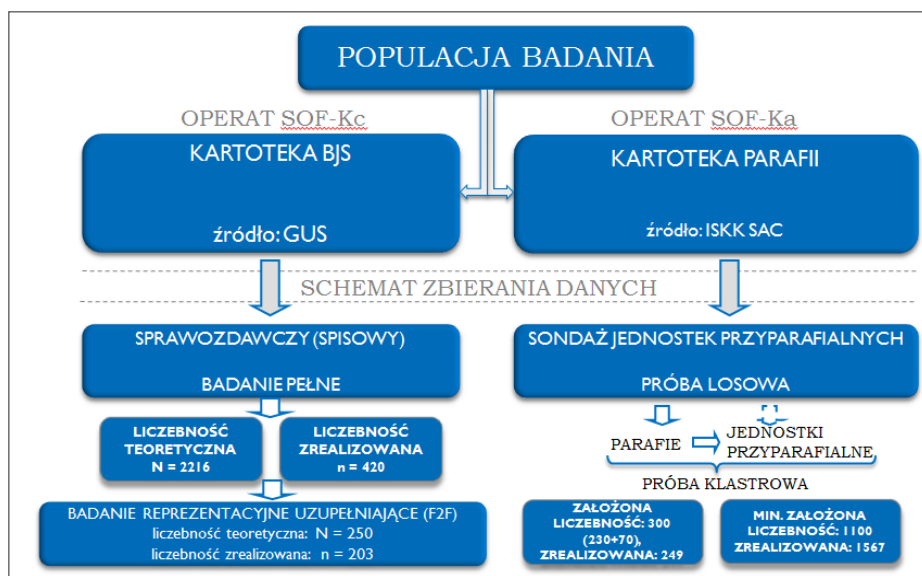 POPULACJA BADANIA
OPERAT SOF-Kc
KARTOTEKA BJS
źródło: GUS
OPERAT SOF-Ka
KARTOTEKA PARAFII
źródło: ISKK SAC
SCHEMAT ZBIERANIA DANYCH
SPRAWOZDAWCZY (SPISOWY)
BADANIE PEŁNE
LICZEBNOŚĆ
TEORETYCZNA
N = 2216
LICZEBNOŚĆ
ZREALIZOWANA
n = 420
BADANIE REPREZENTACYJNE UZUPEŁNIAJĄCE (F2F)
liczebność teoretyczna: N = 250
liczebność zrealizowana: n = 203
SONDAŻ JEDNOSTEK PRZYPARAFIALNYCH
PRÓBA LOSOWA
PARAFIE
JEDNOSTKI
PRZYPARAFIALNE
PRÓBA KLASTROWA
ZAŁOŻONA
LICZEBNOŚĆ: 300
(230+70),
ZREALIZOWANA: 249
MIN. ZAŁOŻONA
LICZEBNOŚĆ: 1100
ZREALIZOWANA: 1567